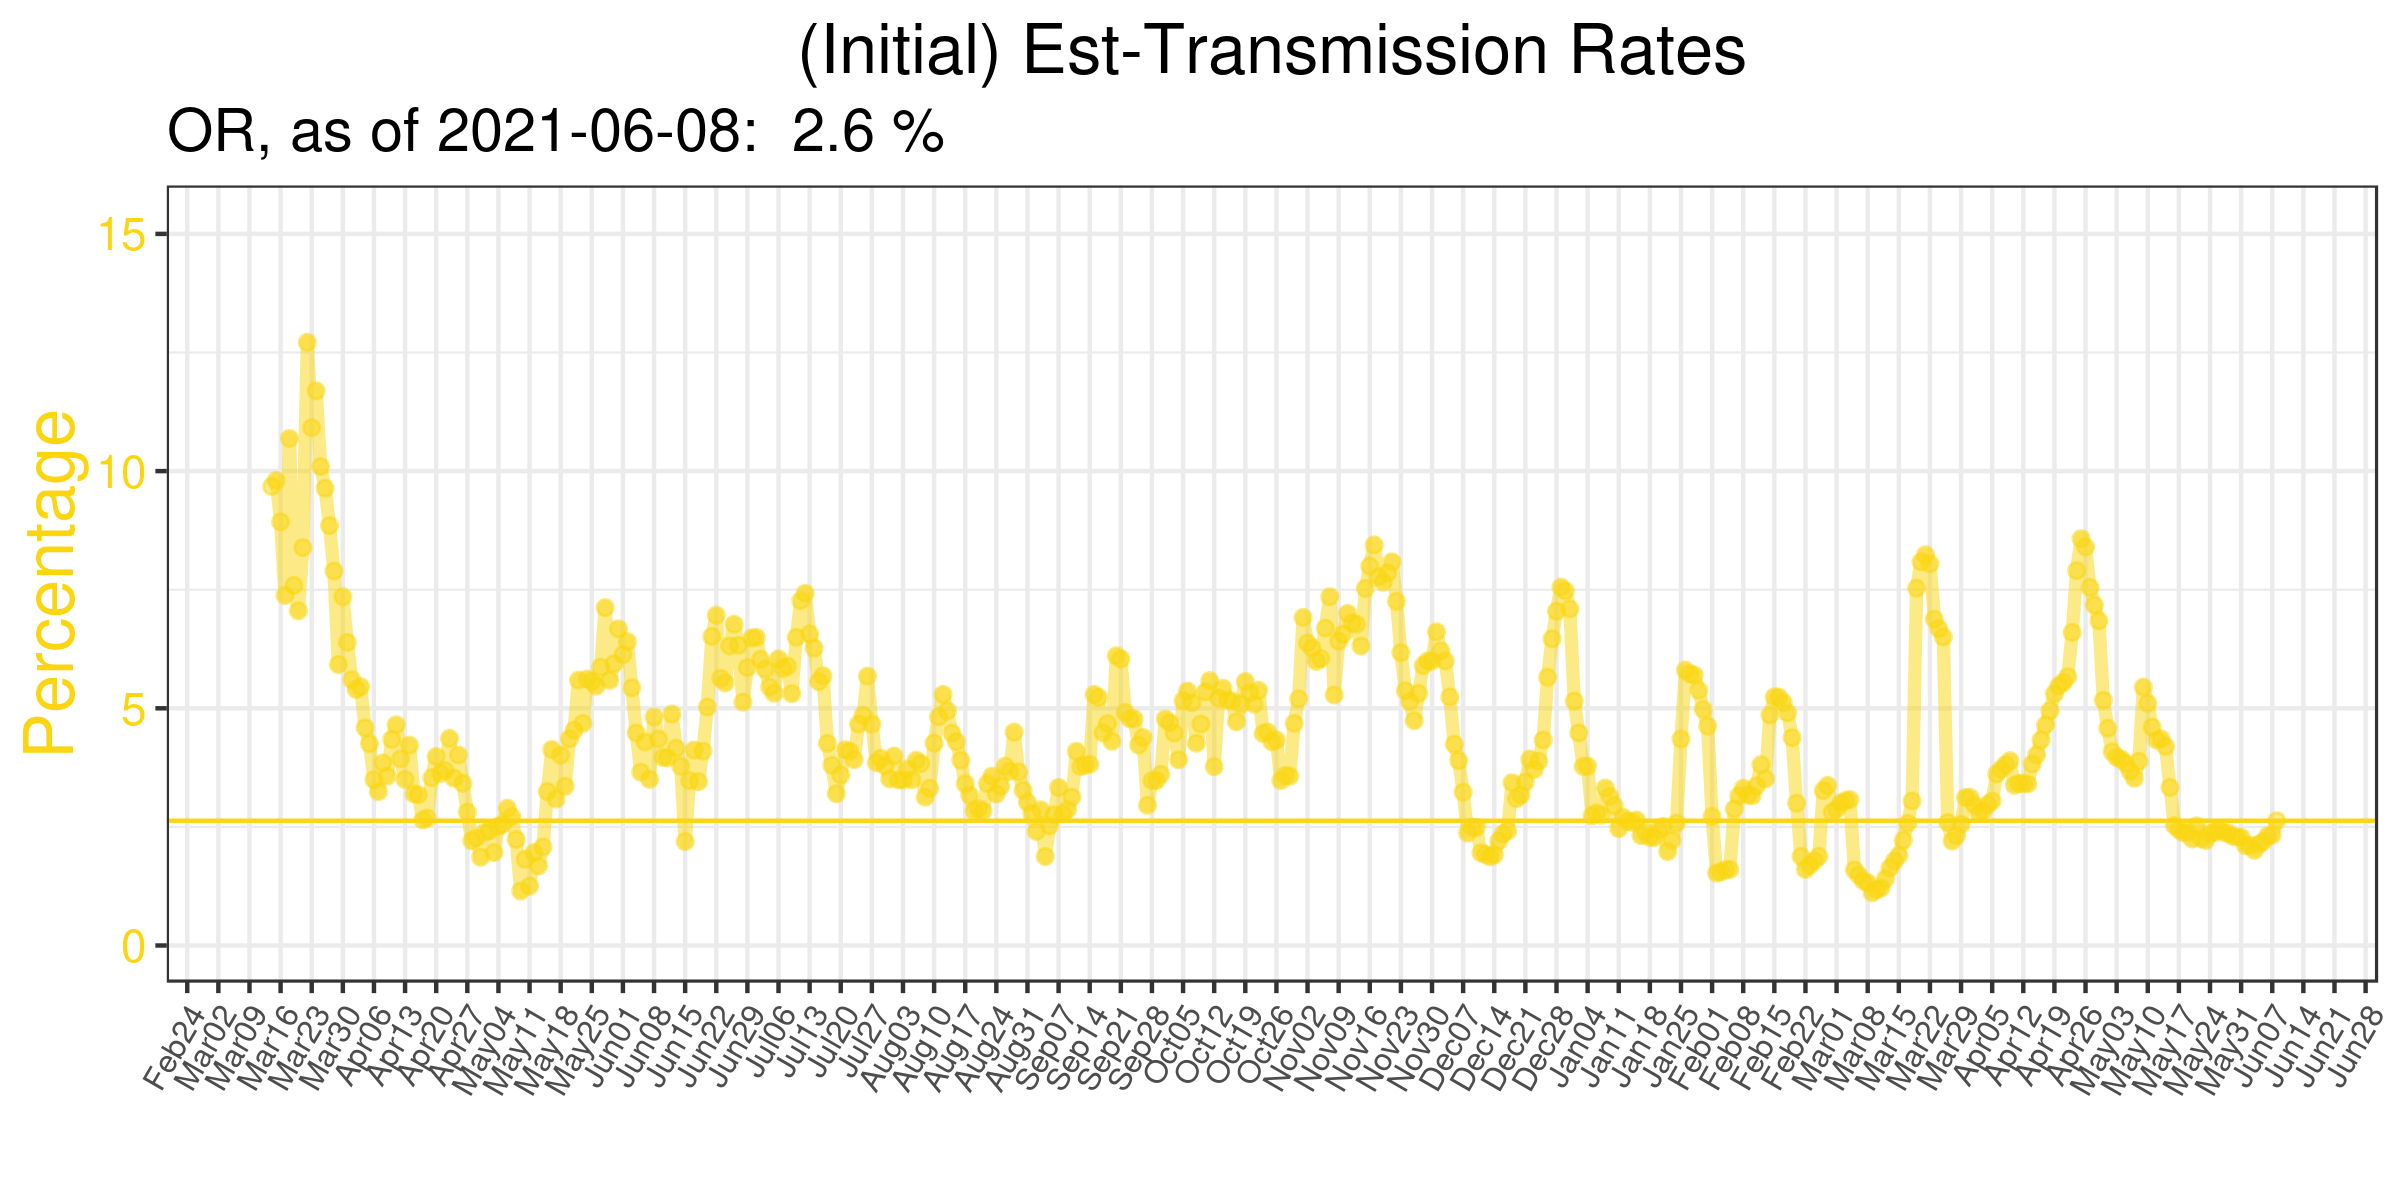 (Initial) Est-Transmission Rates
OR, as of 2021-06-08:  2.6 %
Percentage
15
10
5
0
Feb24
Mar02
Mar09
Mar16
Mar23
Mar30
Apr06
Apr13
Apr20
Apr27
May04
May11
May18
May25
Jun01
Jun08
Jun15
Jun22
Jun29
Jul06
Jul13
Jul20
Jul27
Aug03
Aug10
Aug17
Aug24
Aug31
Sep07
Sep14
Sep21
Sep28
Oct05
Oct12
Oct19
Oct26
Nov02
Nov09
Nov16
Nov23
Nov30
Dec07
Dec14
Dec21
Dec28
Jan04
Jan11
Jan18
Jan25
Feb01
Feb08
Feb15
Feb22
Mar01
Mar08
Mar15
Mar22
Mar29
Apr05
Apr12
Apr19
Apr26
May03
May10
May17
May24
May31
Jun07
Jun14
Jun21
Jun28